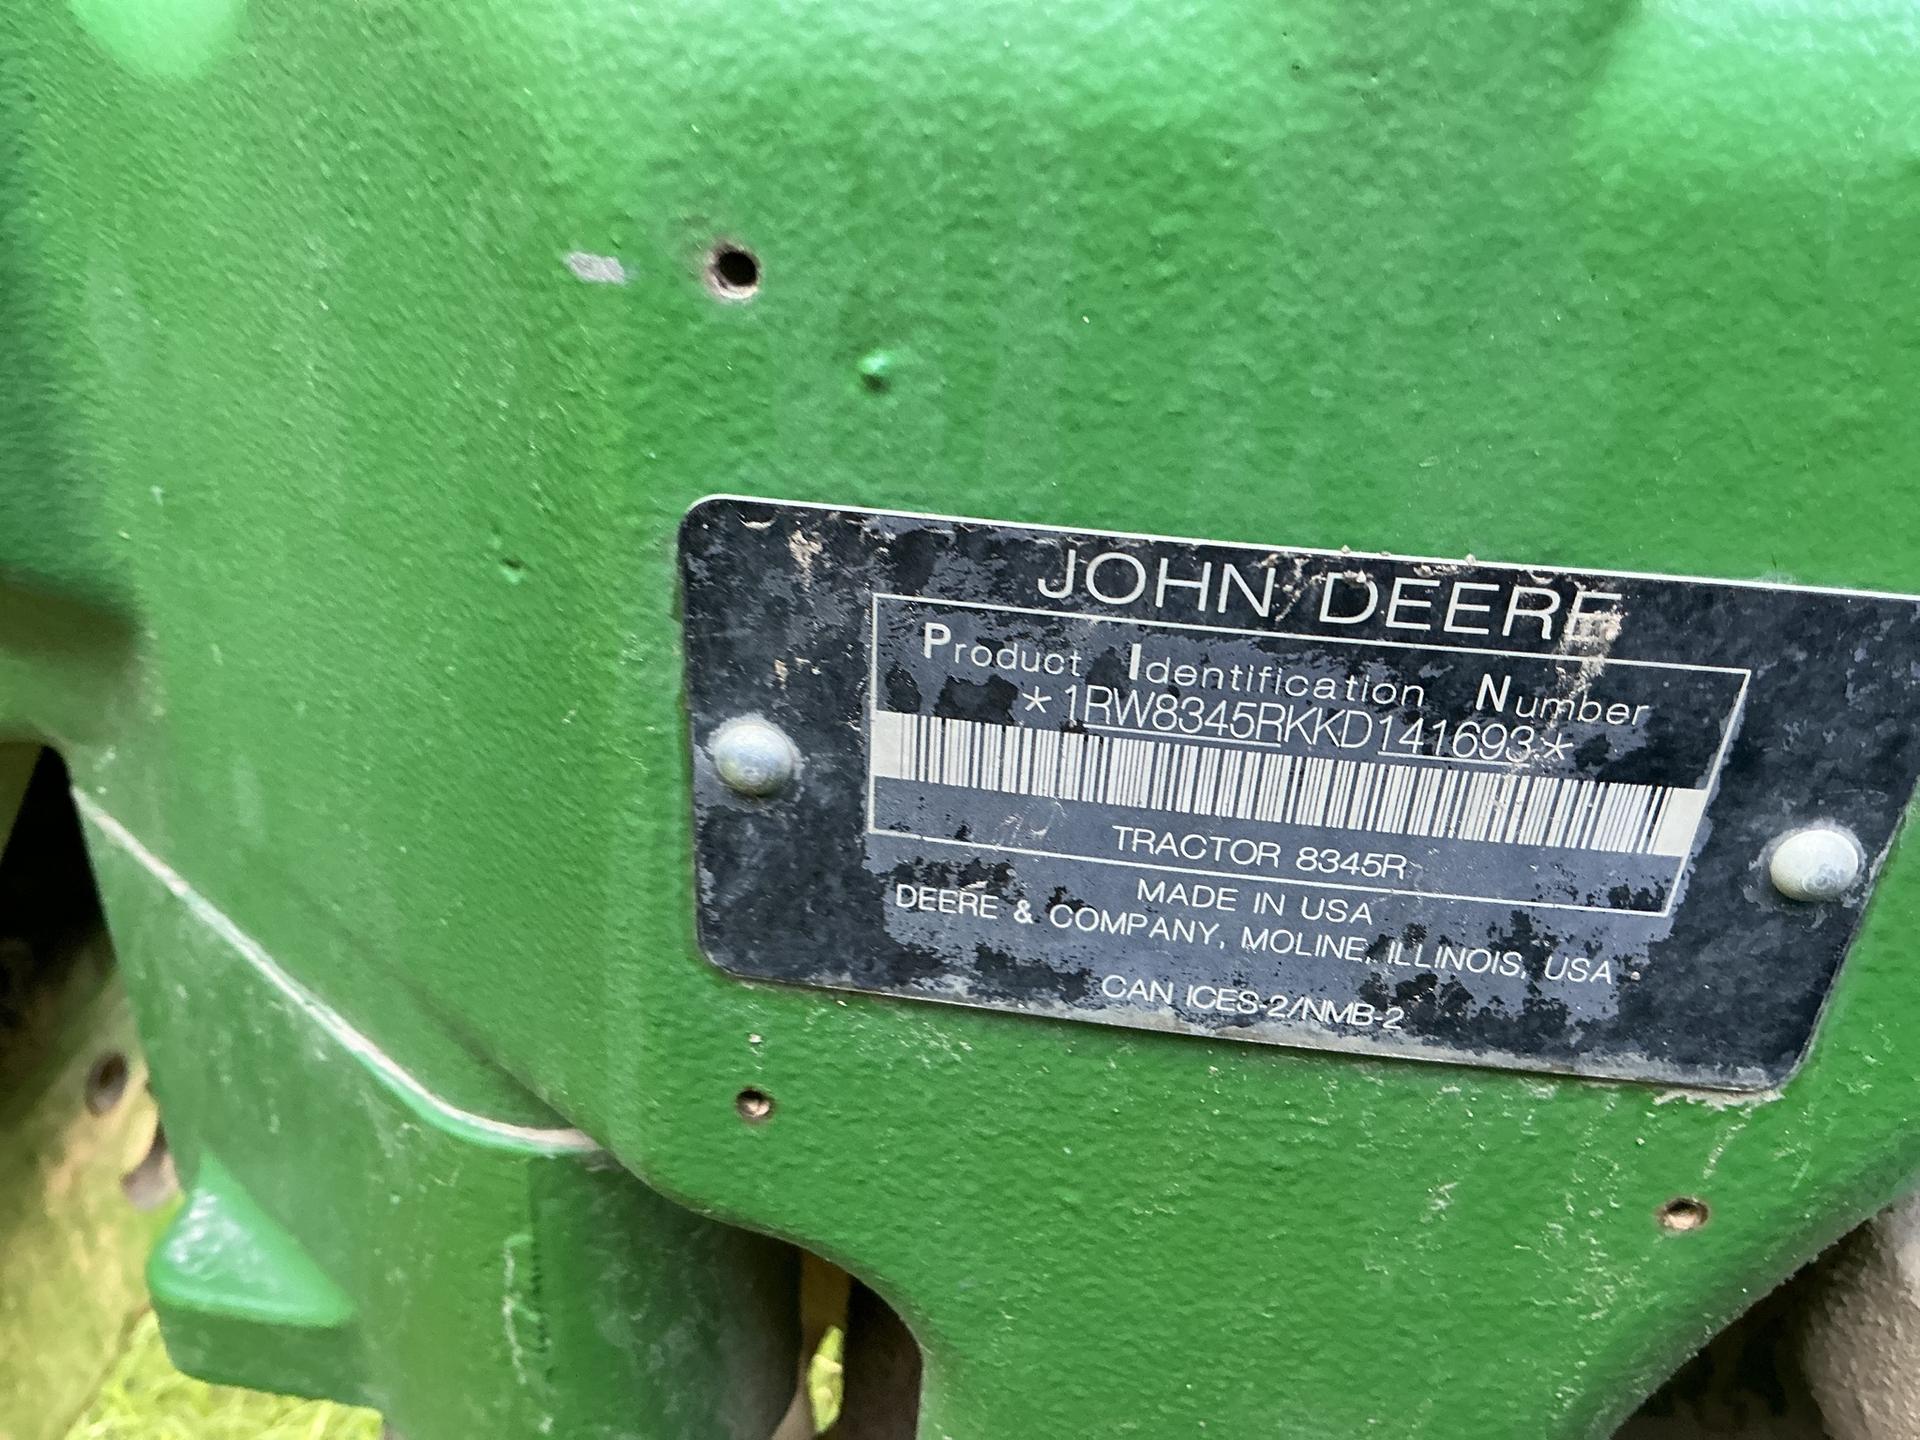 JOHN DEERE
Product Identification Number
*1RW8345RKKD141693*
TRACTOR 8345R
MADE IN USA
DEERE & COMPANY, MOLINE, ILLINOIS, USA
CAN ICES-2/NMB-2